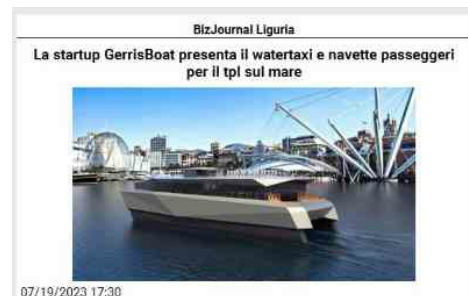 BizJournal Liguria
La startup GerrisBoat presenta il watertaxi e navette passeggeri
per il tpl sul mare
07/19/2023 17:30